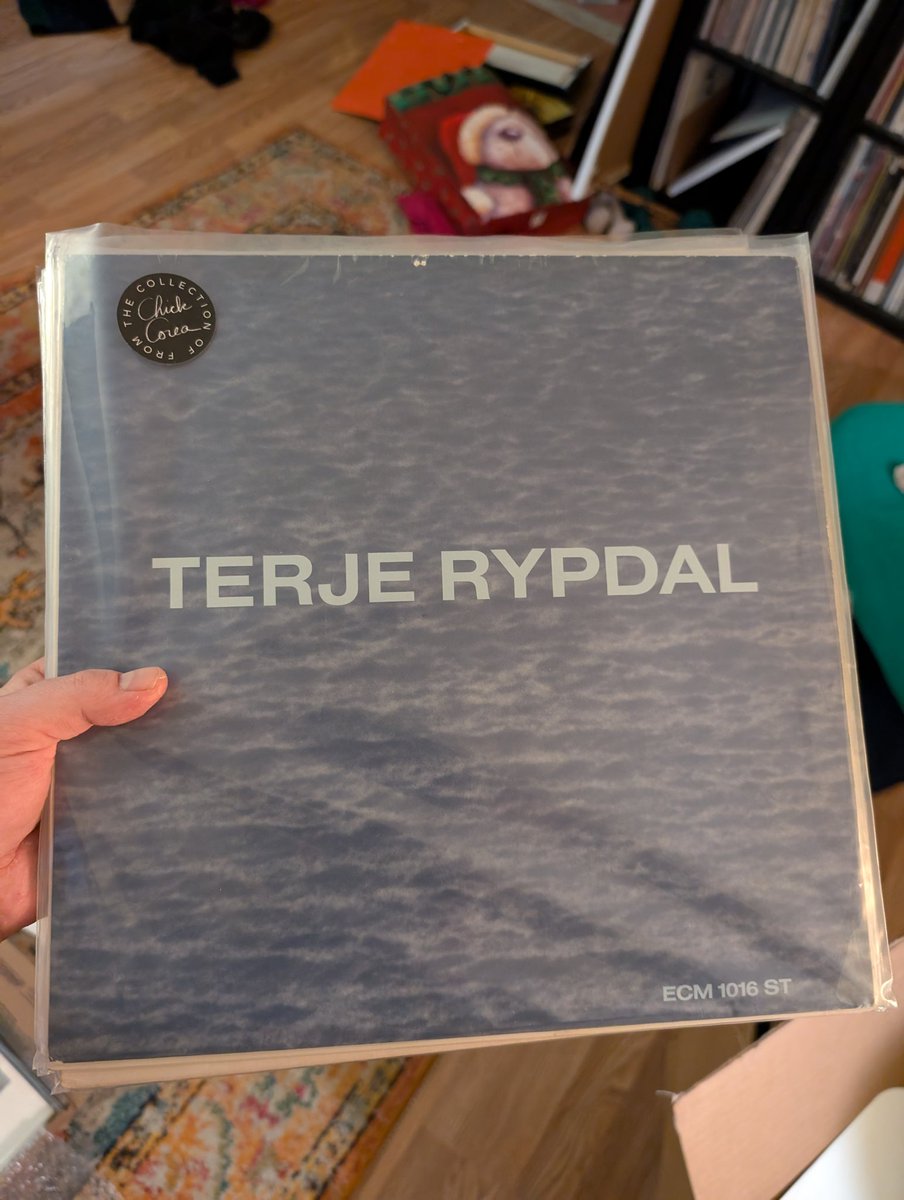 FROM THE COLLECTION OF
Chick
Corea
TERJE RYPDAL
ECM 1016 ST